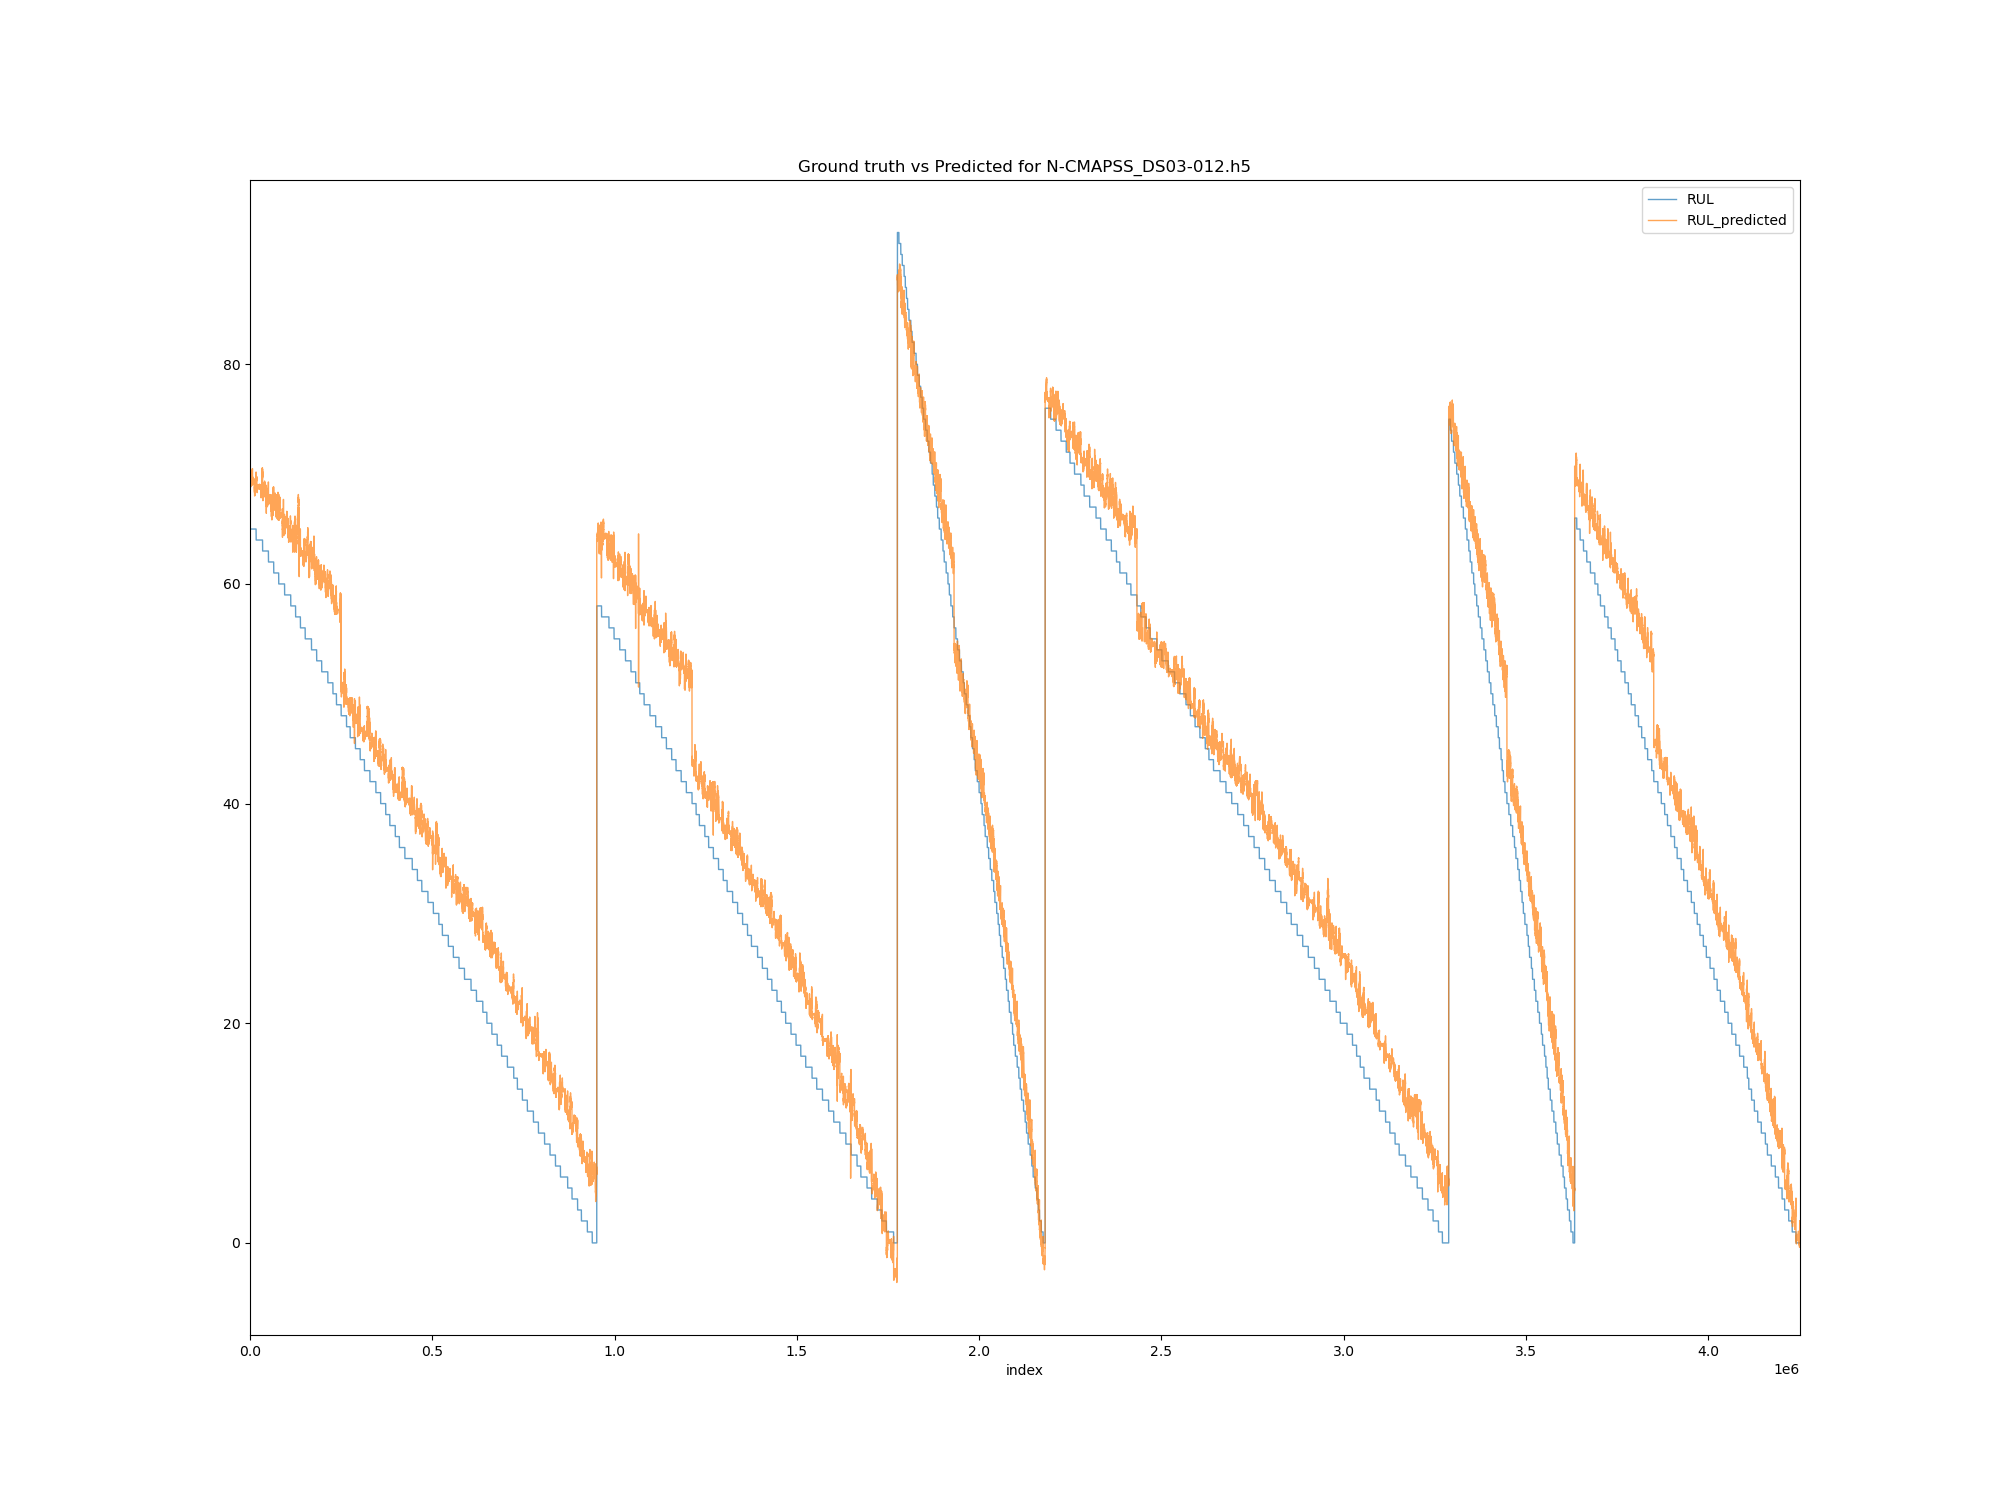 Ground truth vs Predicted for N-CMAPSS_DS03-012.h5
RUL
RUL_predicted
80
60
40
20
0
0.0 0.5 1.0 1.5 2.0 2.5 3.0 3.5 4.0
1e6
index